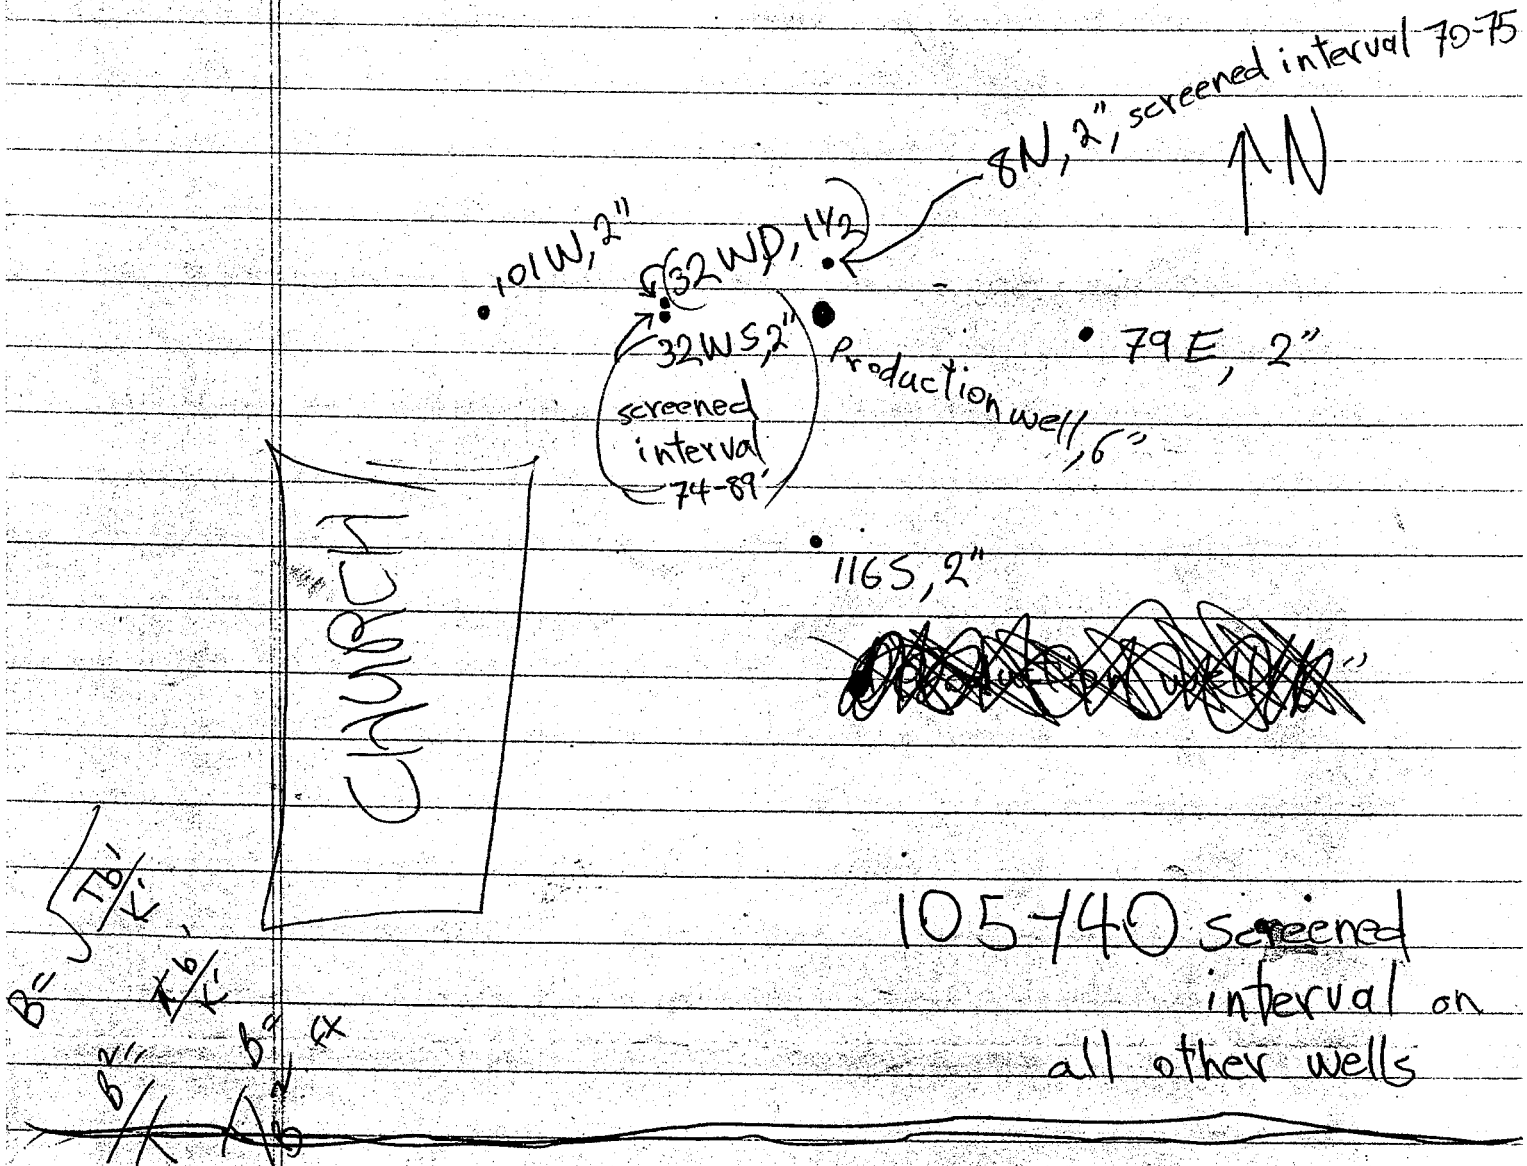 8N, 2", screened interval 70-75
↑N
101W, 2"
(32WD, 1½)
32WS, 2"
screened
interval
74-89'
Production well, 6"
79E, 2"
116S, 2"
CHURCH
105-140 screened
interval on
all other wells
B= √Tb'/K'